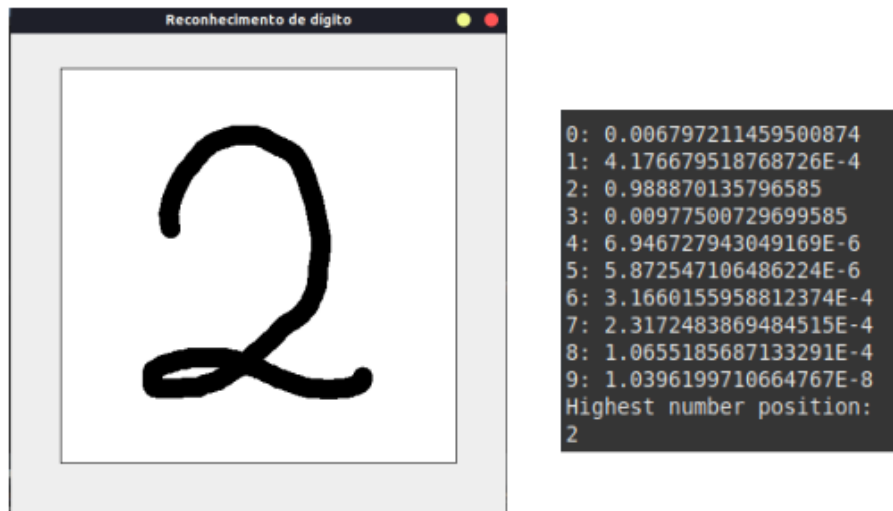 Reconhecimento de dígito
2
0: 0.006797211459500874
1: 4.176679518768726E-4
2: 0.988870135796585
3: 0.00977500729699585
4: 6.946727943049169E-6
5: 5.872547106486224E-6
6: 3.1660155958812374E-4
7: 2.3172483869484515E-4
8: 1.0655185687133291E-4
9: 1.0396199710664767E-8
Highest number position:
2